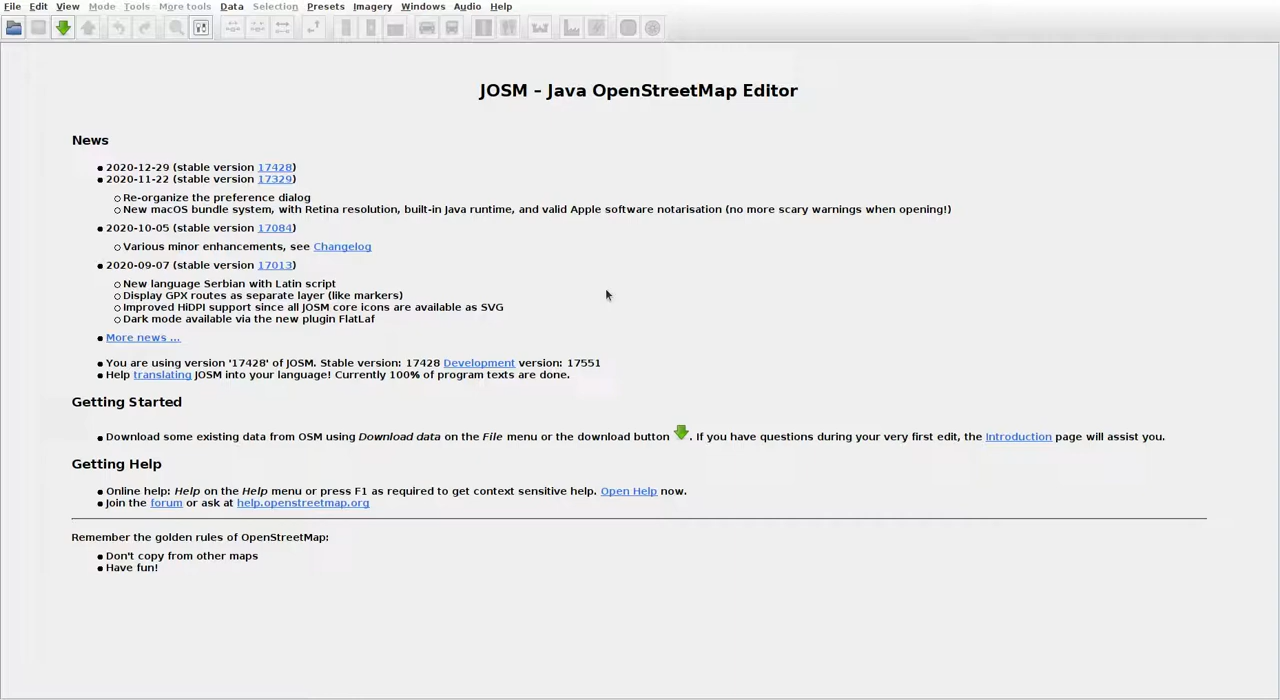 File Edit View Mode Tools More tools Data Selection Presets Imagery Windows Audio Help
JOSM – Java OpenStreetMap Editor
News
2020-12-29 (stable version 17428)
2020-11-22 (stable version 17329)
Re-organize the preference dialog
New macOS bundle system, with Retina resolution, built-in Java runtime, and valid Apple software notarisation (no more scary warnings when opening!)
2020-10-05 (stable version 17084)
Various minor enhancements, see Changelog
2020-09-07 (stable version 17013)
New language Serbian with Latin script
Display GPX routes as separate layer (like markers)
Improved HiDPI support since all JOSM core icons are available as SVG
Dark mode available via the new plugin FlatLaf
More news ...
You are using version '17428' of JOSM. Stable version: 17428 Development version: 17551
Help translating JOSM into your language! Currently 100% of program texts are done.
Getting Started
Download some existing data from OSM using Download data on the File menu or the download button . If you have questions during your very first edit, the Introduction page will assist you.
Getting Help
Online help: Help on the Help menu or press F1 as required to get context sensitive help. Open Help now.
Join the forum or ask at help.openstreetmap.org
Remember the golden rules of OpenStreetMap:
Don't copy from other maps
Have fun!